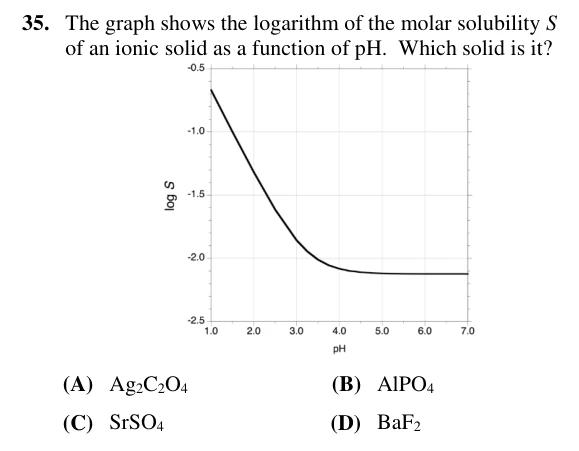 35. The graph shows the logarithm of the molar solubility S
of an ionic solid as a function of pH. Which solid is it?
-0.5
-1.0
-1.5
-2.0
-2.5
log S
1.0 2.0 3.0 4.0 5.0 6.0 7.0
pH
(A) Ag₂C₂O₄ (B) AlPO₄
(C) SrSO₄ (D) BaF₂